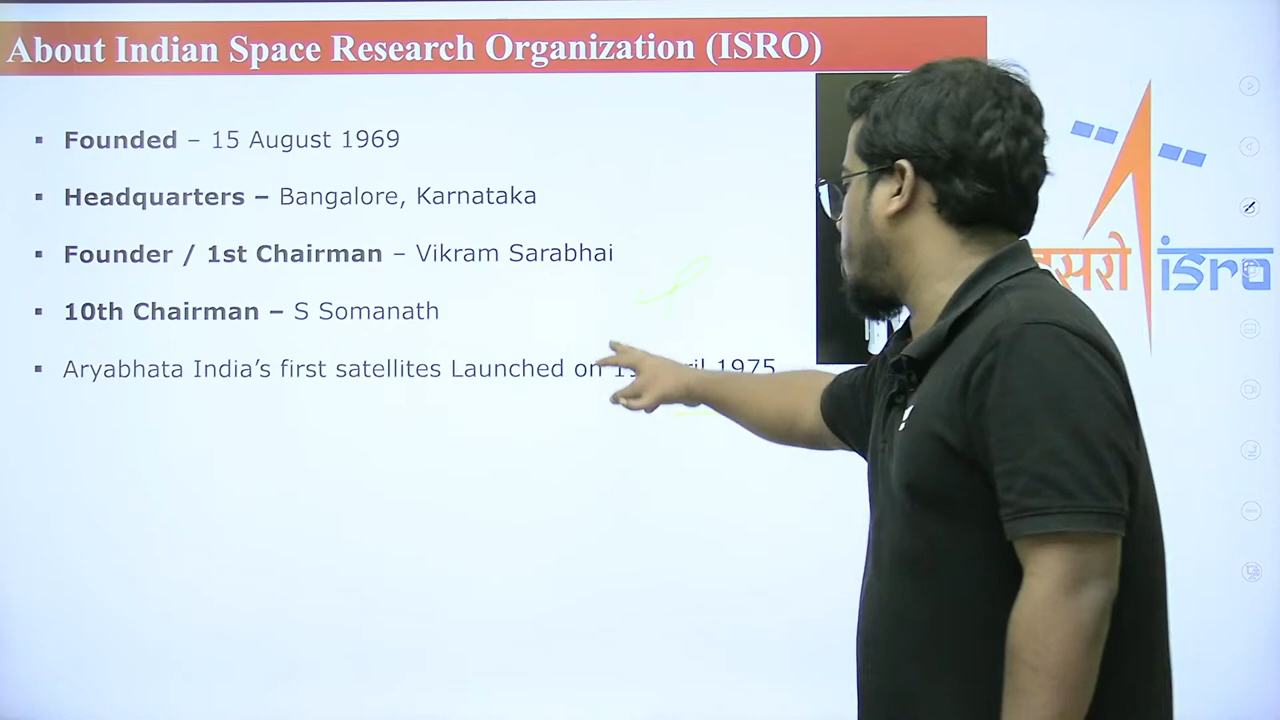 About Indian Space Research Organization (ISRO)
▪ Founded – 15 August 1969
▪ Headquarters – Bangalore, Karnataka
▪ Founder / 1st Chairman – Vikram Sarabhai
▪ 10th Chairman – S Somanath
▪ Aryabhata India's first satellites Launched on 1975
isro